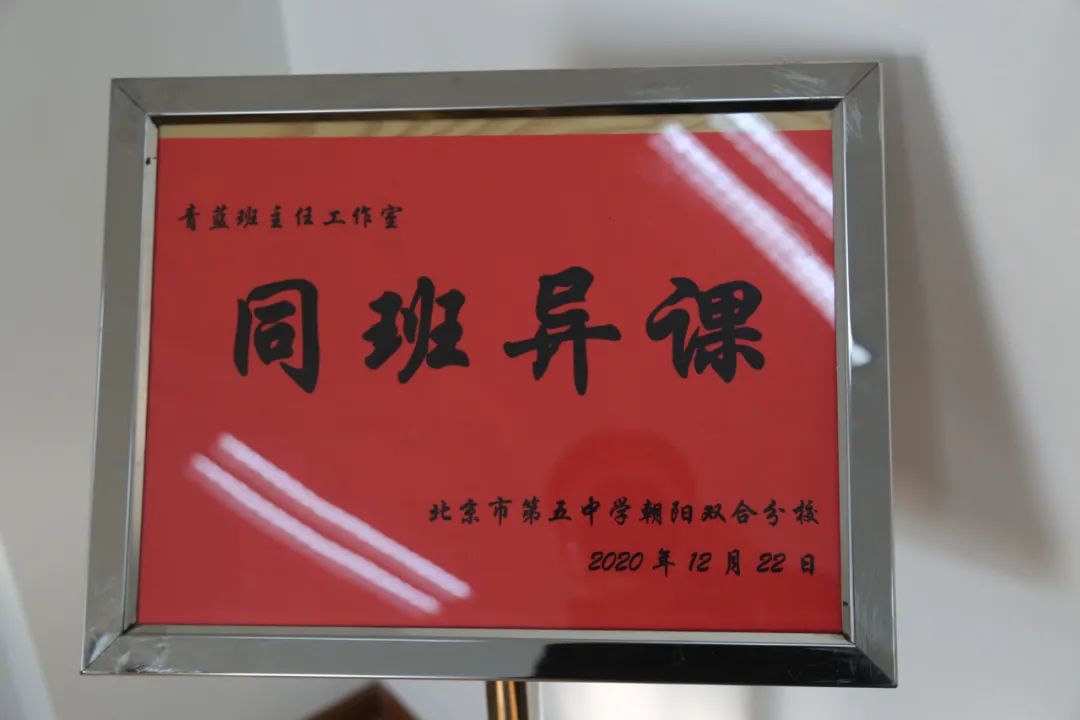 青蓝班主任工作室
同班异课
北京市第五中学朝阳双合分校
2020年12月22日